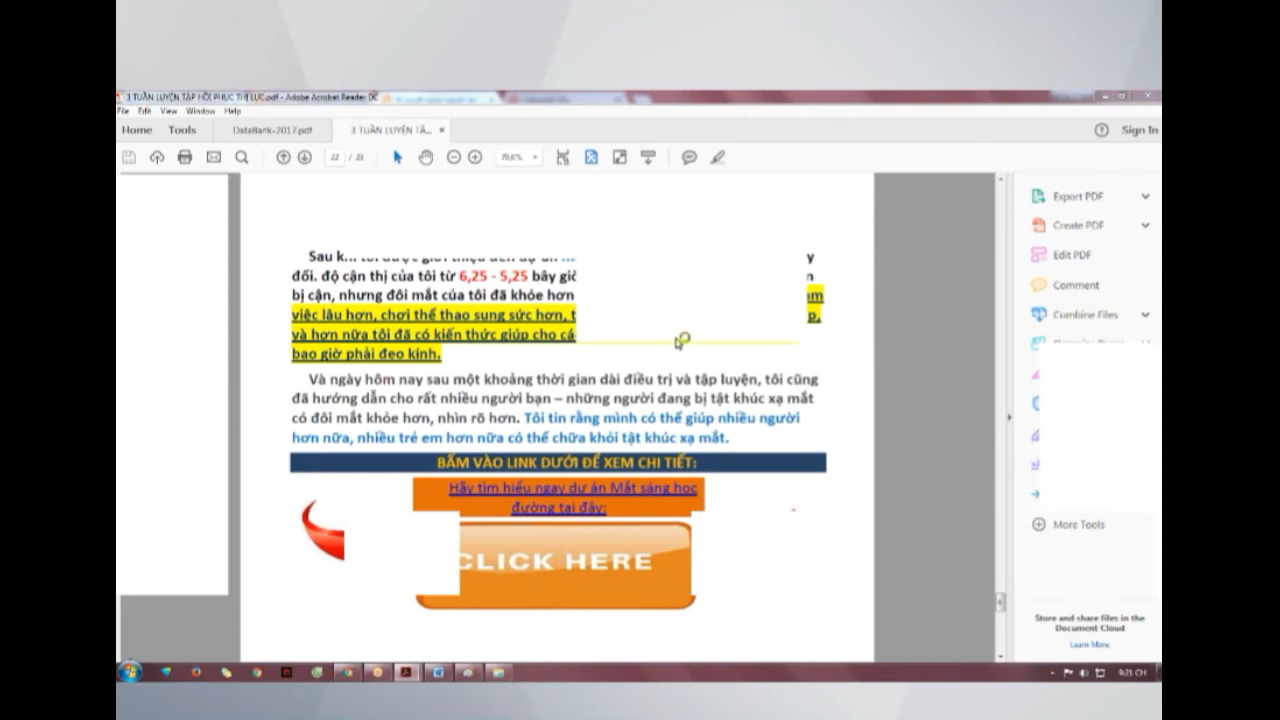 3 TUẦN LUYỆN TẬP HỒI PHỤC THỊ LỰC.pdf - Adobe Acrobat Reader DC
File Edit View Window Help
Home Tools DataBank-2017.pdf 3 TUẦN LUYỆN TẬ... × Sign In
22 / 23 79,6%
Export PDF
Create PDF
Edit PDF
Comment
Combine Files
More Tools
Store and share files in the
Document Cloud
Learn More
Sau
đổi. độ cận thị của tôi từ 6,25 - 5,25 bây
bị cận, nhưng đôi mắt của tôi đã khỏe hơn
việc lâu hơn, chơi thể thao sung sức hơn,
và hơn nữa tôi đã có kiến thức giúp cho
bao giờ phải đeo kính.
Và ngày hôm nay sau một khoảng thời gian dài điều trị và tập luyện, tôi cũng
đã hướng dẫn cho rất nhiều người bạn – những người đang bị tật khúc xạ mắt
có đôi mắt khỏe hơn, nhìn rõ hơn. Tôi tin rằng mình có thể giúp nhiều người
hơn nữa, nhiều trẻ em hơn nữa có thể chữa khỏi tật khúc xạ mắt.
BẤM VÀO LINK DƯỚI ĐỂ XEM CHI TIẾT:
Hãy tìm hiểu ngay dự án Mắt sáng học
đường tại đây:
CLICK HERE
9:21 CH